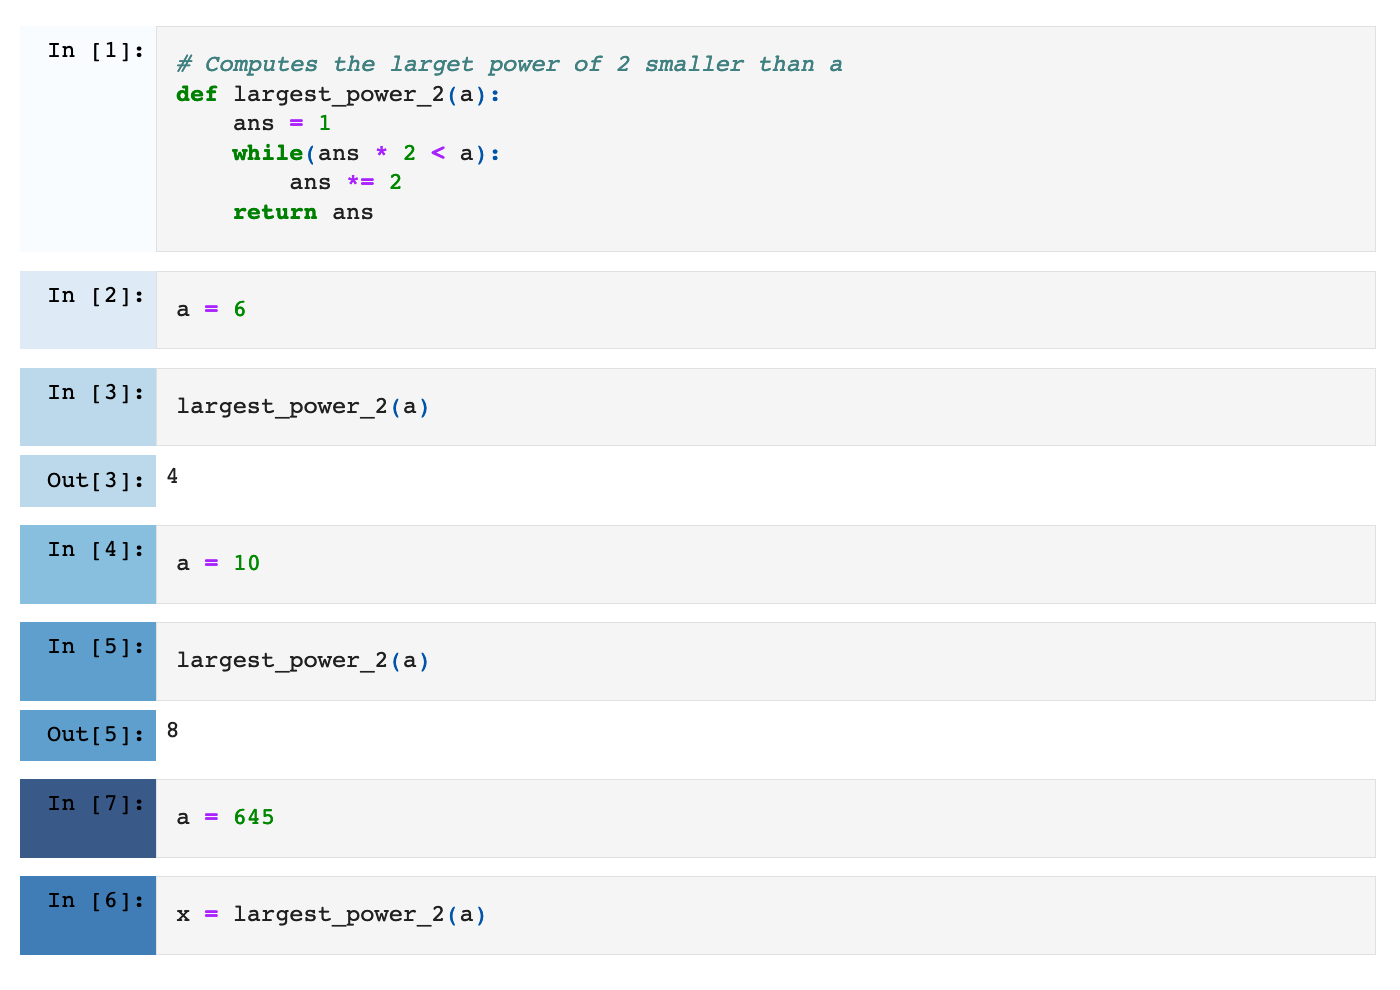 In [1]:
# Computes the larget power of 2 smaller than a
def largest_power_2(a):
    ans = 1
    while(ans * 2 < a):
        ans *= 2
    return ans
In [2]:
a = 6
In [3]:
largest_power_2(a)
Out[3]:
4
In [4]:
a = 10
In [5]:
largest_power_2(a)
Out[5]:
8
In [7]:
a = 645
In [6]:
x = largest_power_2(a)